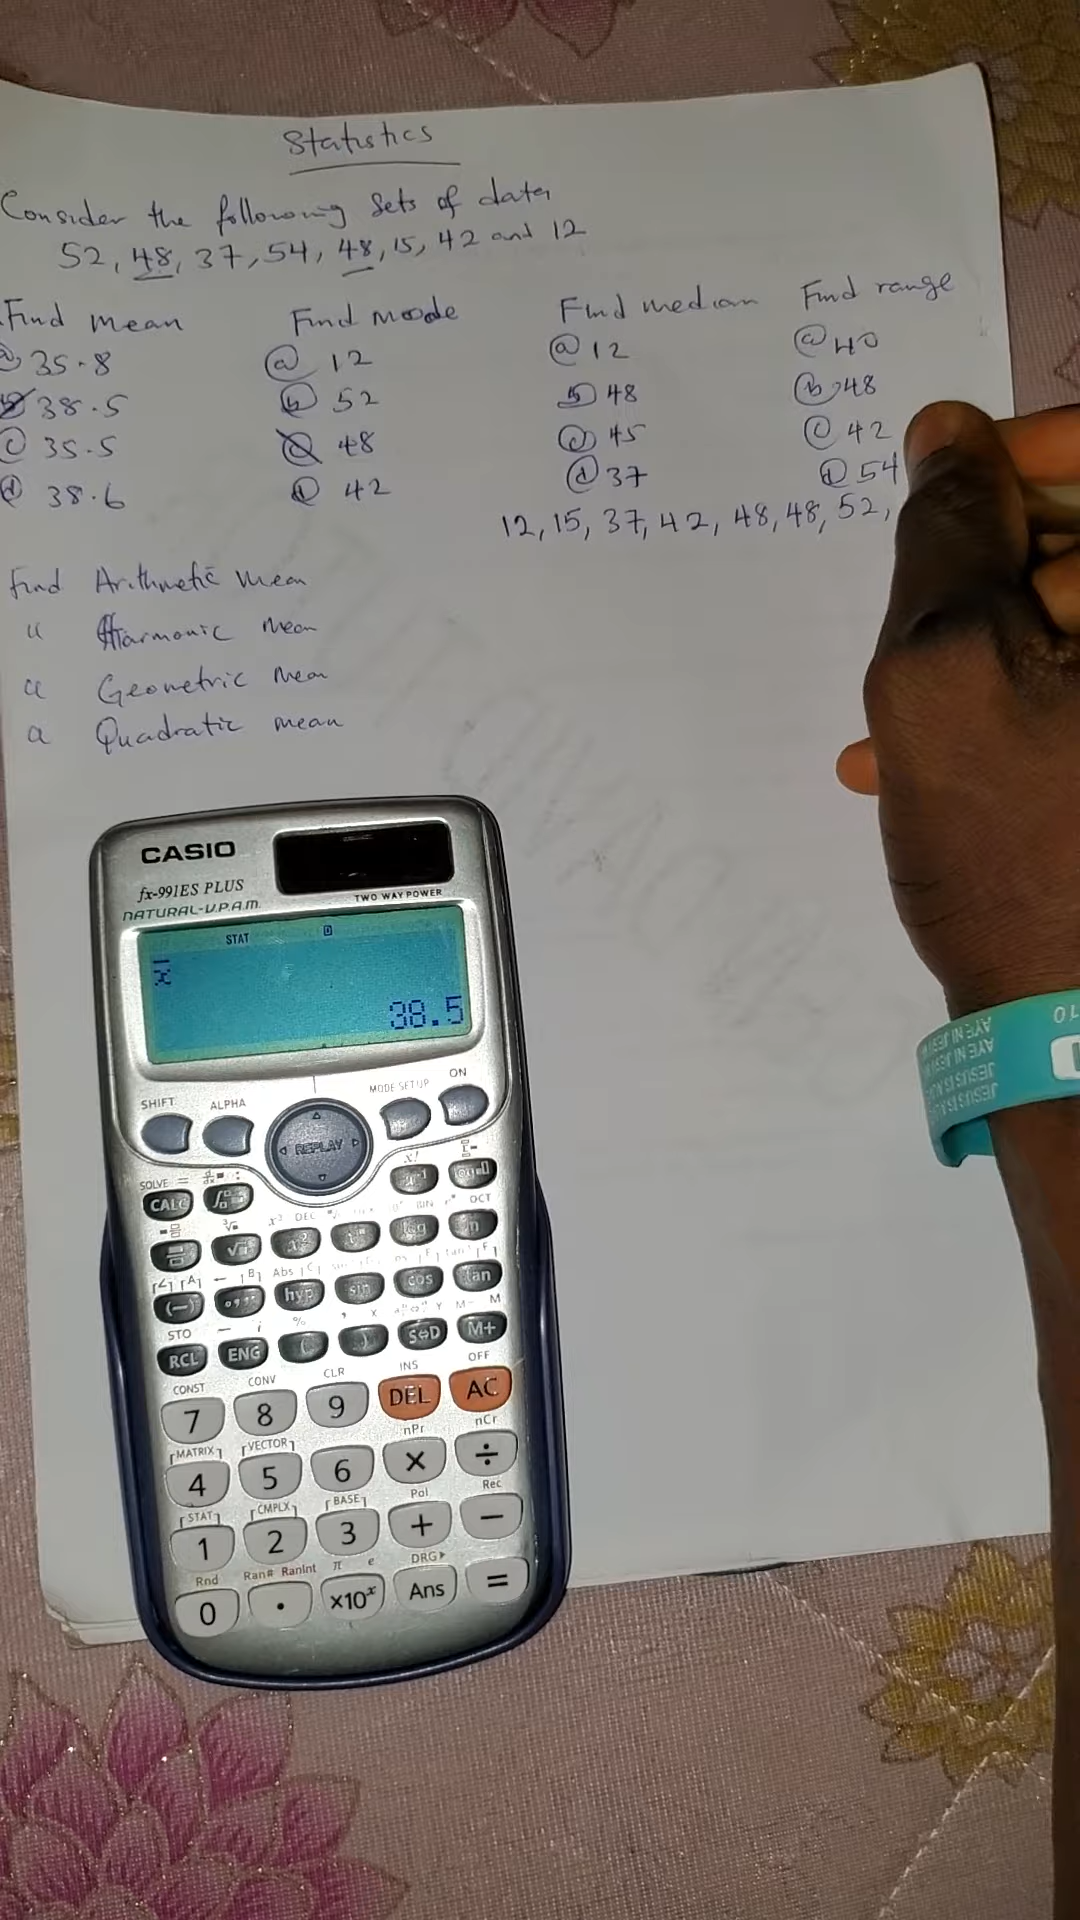 Statistics
Consider the following sets of data
52, 48, 37, 54, 48, 15, 42 and 12
Find mean Find mode Find median Find range
(a) 35.8 (a) 12 (a) 12 (a) 40
(b) 38.5 (b) 52 (b) 48 (b) 48
(c) 35.5 (c) 48 (c) 45 (c) 42
(d) 38.6 (d) 42 (d) 37 (d) 54
12, 15, 37, 42, 48, 48, 52,
find Arithmetic mean
" Harmonic mean
" Geometric mean
" Quadratic mean
CASIO
fx-991ES PLUS
NATURAL-V.P.A.M.
TWO WAY POWER
STAT D
x̄
38.5
SHIFT ALPHA MODE SETUP ON
REPLAY
SOLVE = x!
CALC
DEC BIN OCT
log ln
Abs
(−) hyp sin cos tan
STO
RCL ENG ( ) S⇔D M+
CONST CONV CLR INS OFF
7 8 9 DEL AC
MATRIX VECTOR nPr nCr
4 5 6 × ÷
STAT CMPLX BASE Pol Rec
1 2 3 + −
Rnd Ran# RanInt π e DRG▸
0 . ×10ˣ Ans =